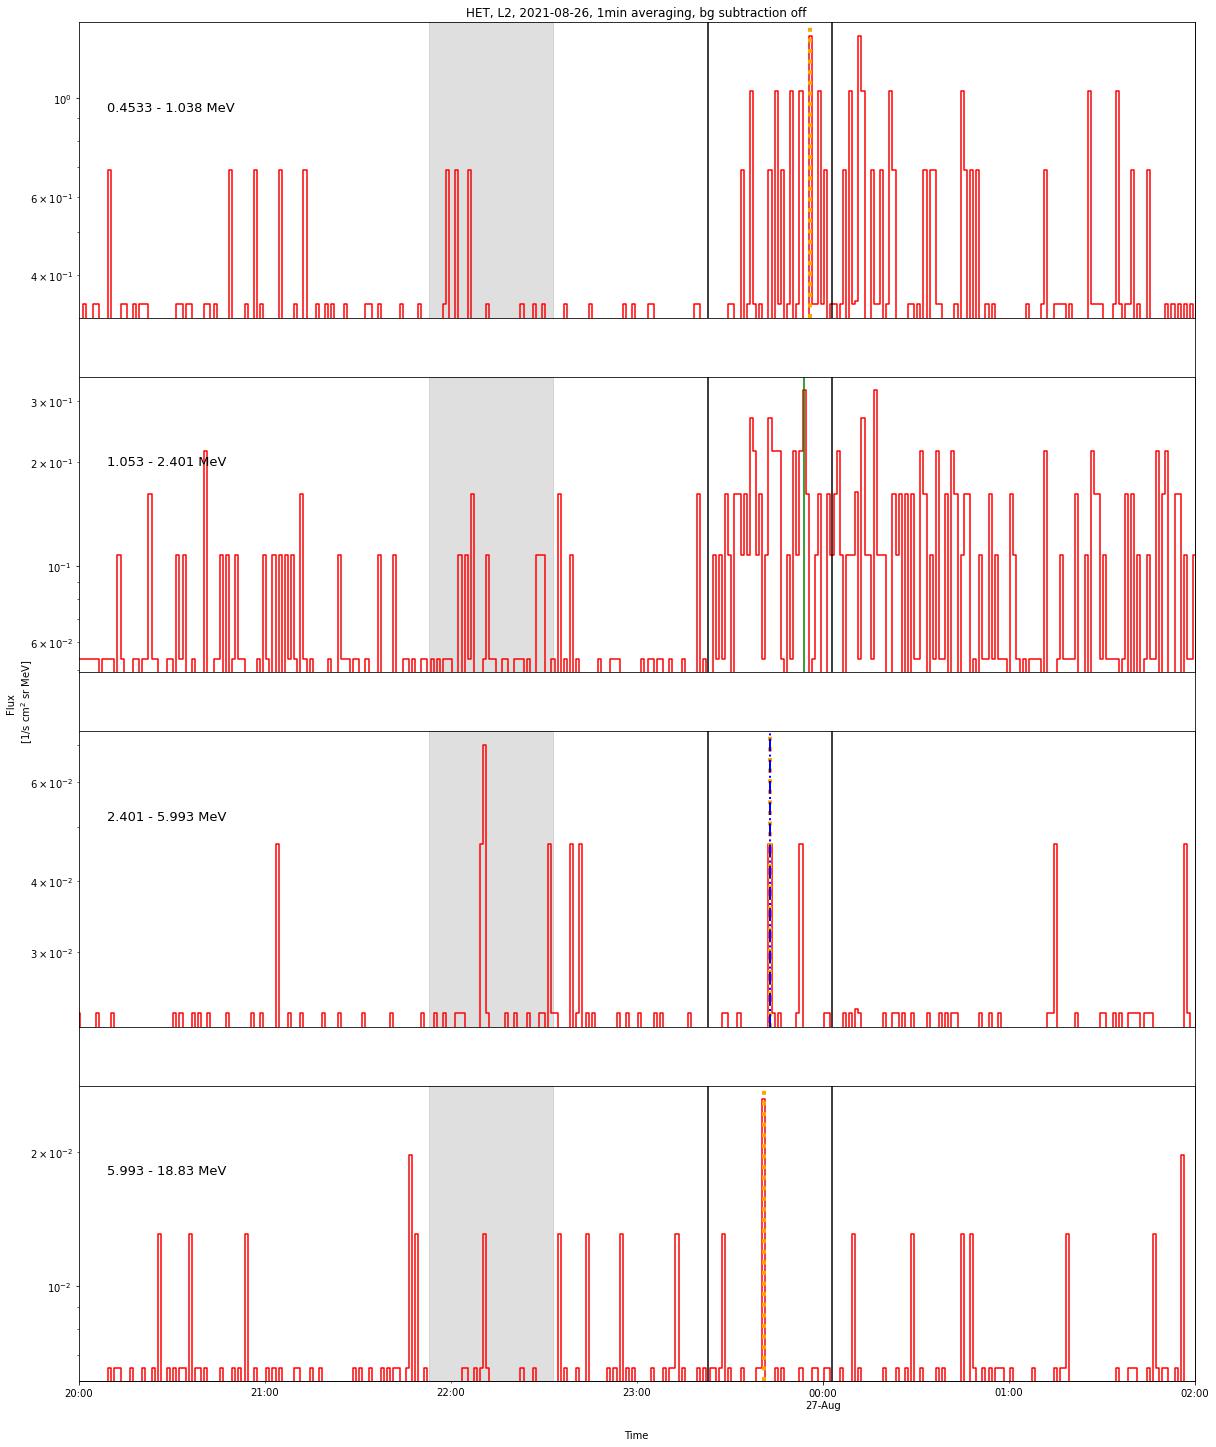 HET, L2, 2021-08-26, 1min averaging, bg subtraction off
10⁰
6 × 10⁻¹
4 × 10⁻¹
0.4533 - 1.038 MeV
3 × 10⁻¹
2 × 10⁻¹
10⁻¹
6 × 10⁻²
1.053 - 2.401 MeV
Flux
[1/s cm² sr MeV]
6 × 10⁻²
4 × 10⁻²
3 × 10⁻²
2.401 - 5.993 MeV
2 × 10⁻²
10⁻²
5.993 - 18.83 MeV
20:00 21:00 22:00 23:00 00:00 01:00 02:00
27-Aug
Time